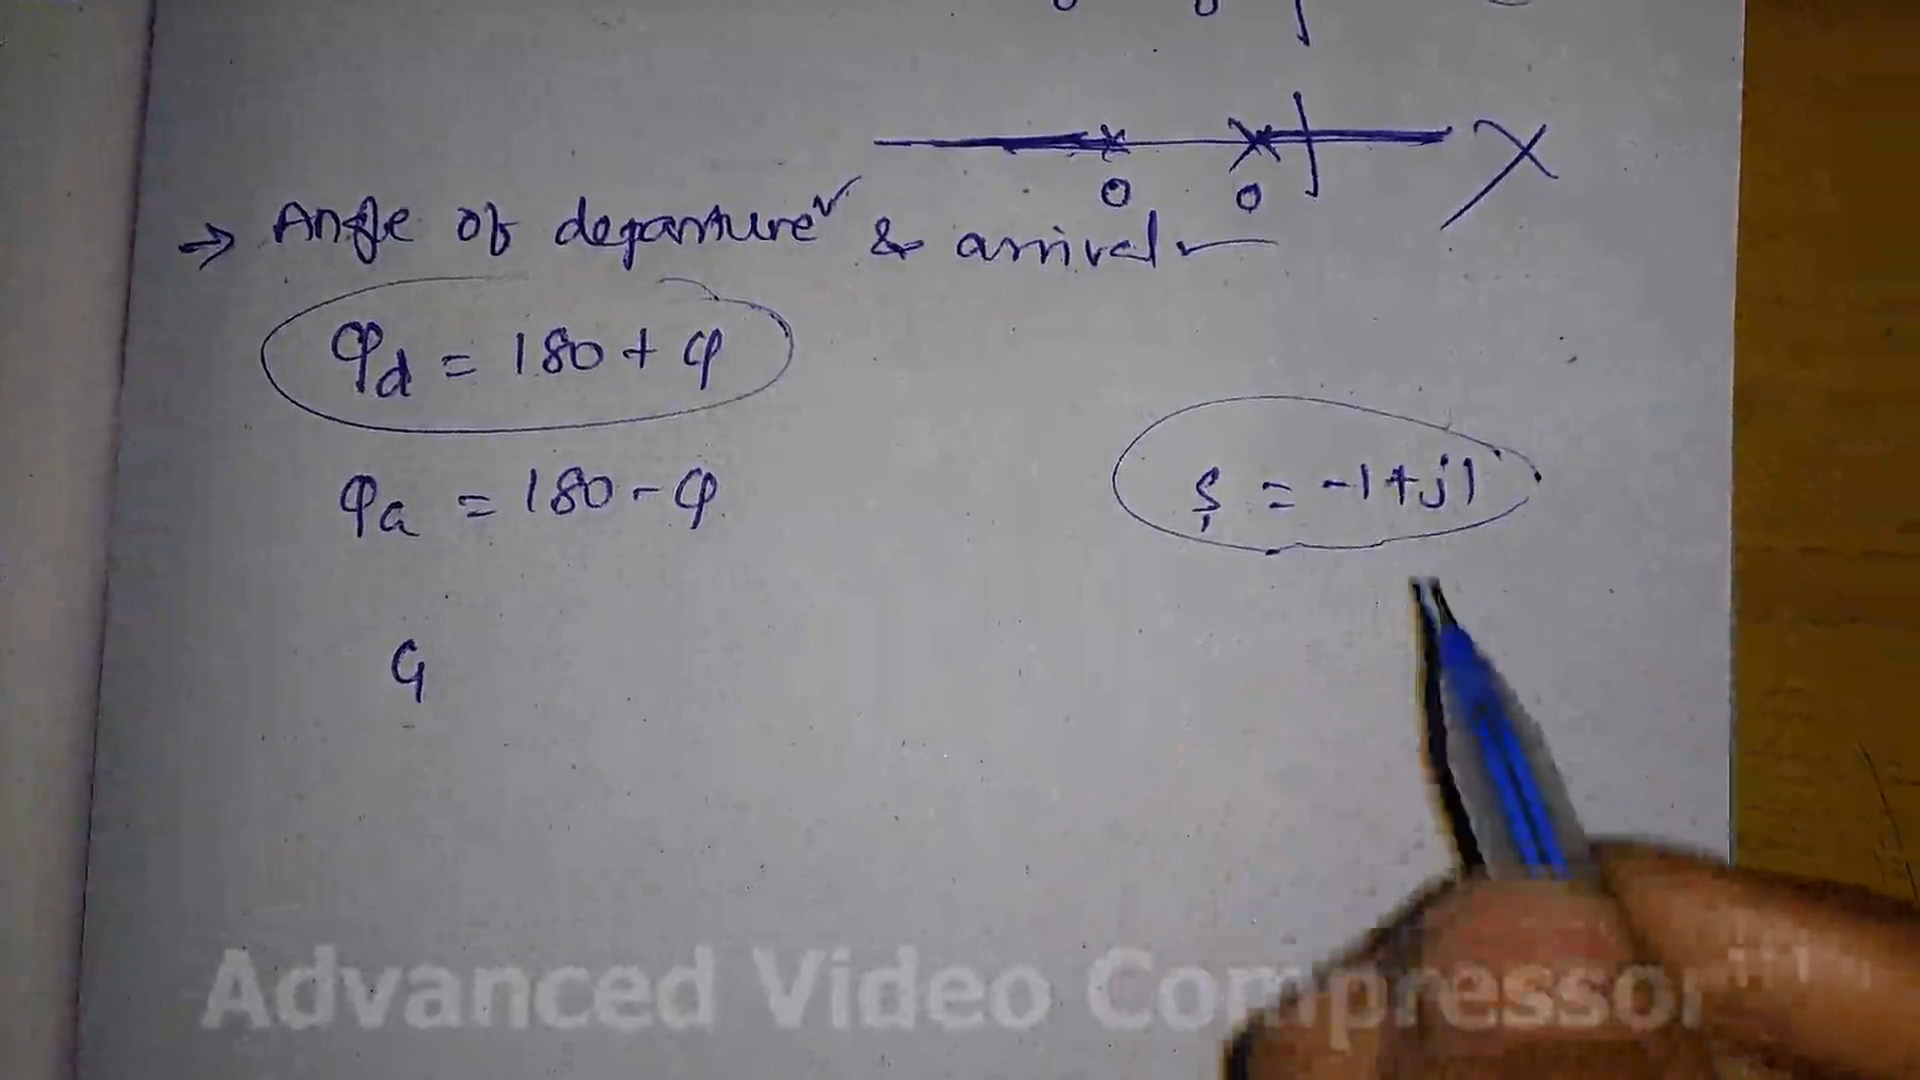 o o
→ Angle of departure & arrival
φd = 180 + φ
φa = 180 - φ
s = -1+j1
G
Advanced Video Compressor